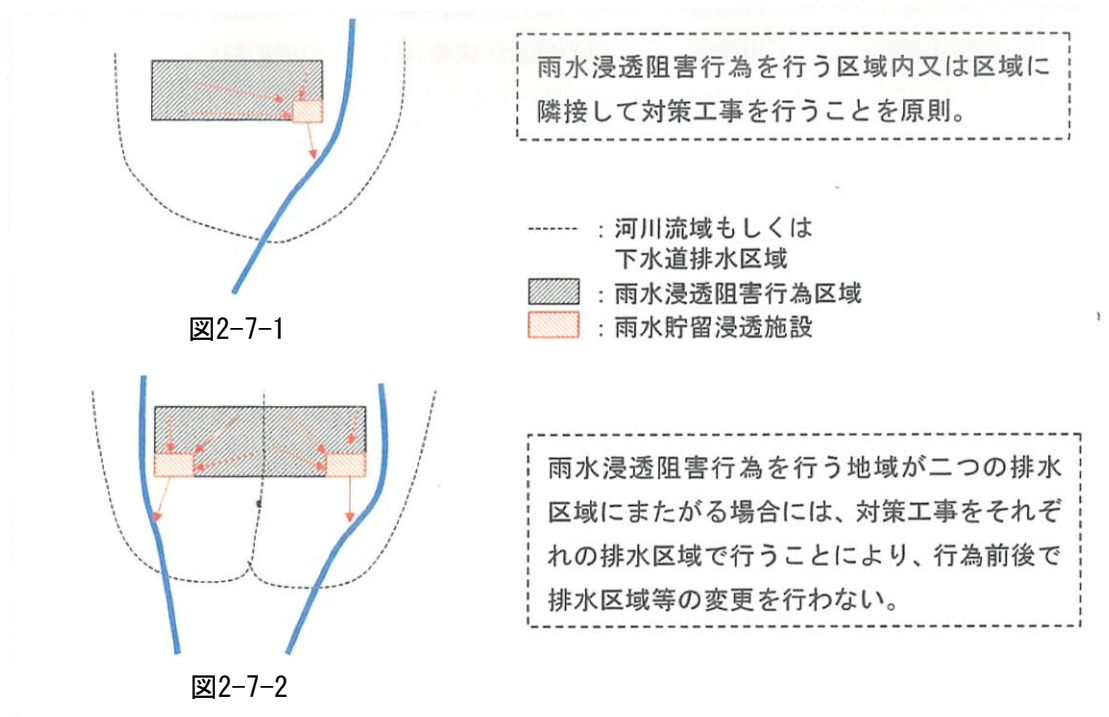 雨水浸透阻害行為を行う区域内又は区域に
隣接して対策工事を行うことを原則。
：河川流域もしくは
下水道排水区域
：雨水浸透阻害行為区域
：雨水貯留浸透施設
図2-7-1
雨水浸透阻害行為を行う地域が二つの排水
区域にまたがる場合には、対策工事をそれぞ
れの排水区域で行うことにより、行為前後で
排水区域等の変更を行わない。
図2-7-2